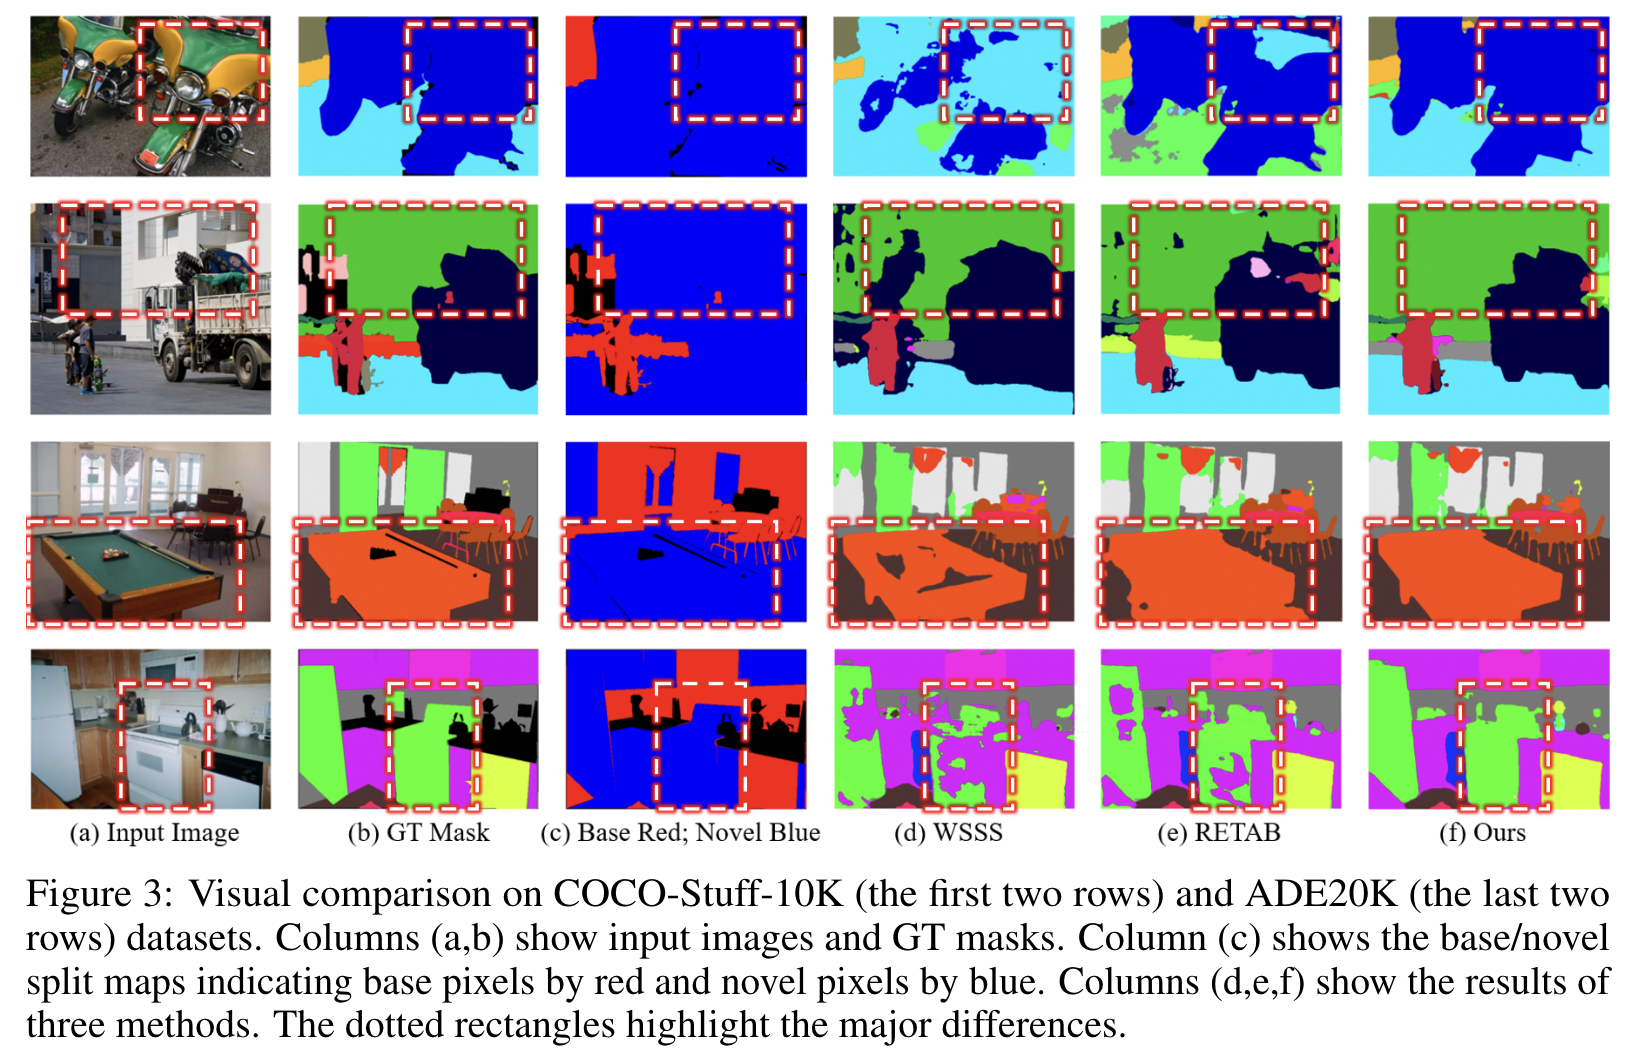 (a) Input Image (b) GT Mask (c) Base Red; Novel Blue (d) WSSS (e) RETAB (f) Ours
Figure 3: Visual comparison on COCO-Stuff-10K (the first two rows) and ADE20K (the last two
rows) datasets. Columns (a,b) show input images and GT masks. Column (c) shows the base/novel
split maps indicating base pixels by red and novel pixels by blue. Columns (d,e,f) show the results of
three methods. The dotted rectangles highlight the major differences.